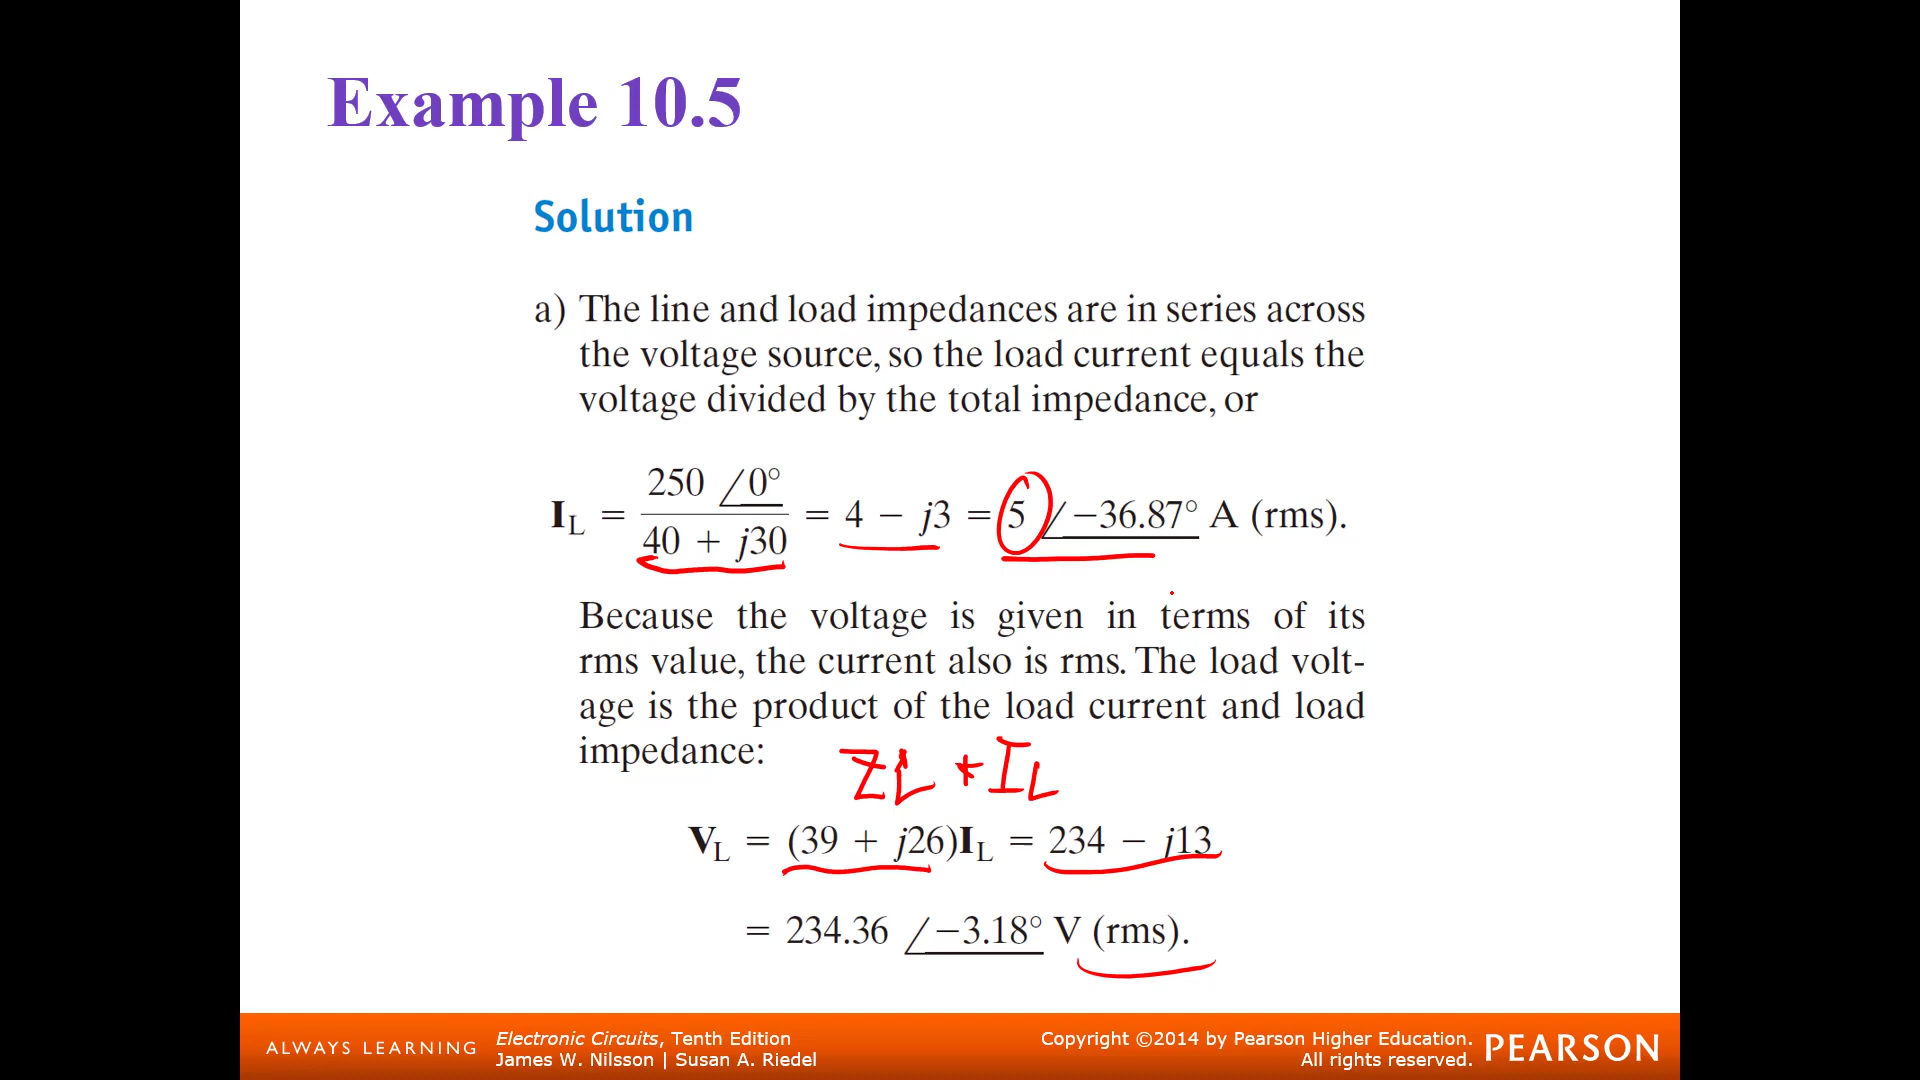 Example 10.5
Solution
a) The line and load impedances are in series across
the voltage source, so the load current equals the
voltage divided by the total impedance, or
I_L = 250 ∠0° / 40 + j30 = 4 − j3 = 5 ∠−36.87° A (rms).
Because the voltage is given in terms of its
rms value, the current also is rms. The load volt-
age is the product of the load current and load
impedance:
Z_L * I_L
V_L = (39 + j26)I_L = 234 − j13
= 234.36 ∠−3.18° V (rms).
ALWAYS LEARNING
Electronic Circuits, Tenth Edition
James W. Nilsson | Susan A. Riedel
Copyright ©2014 by Pearson Higher Education.
All rights reserved.
PEARSON